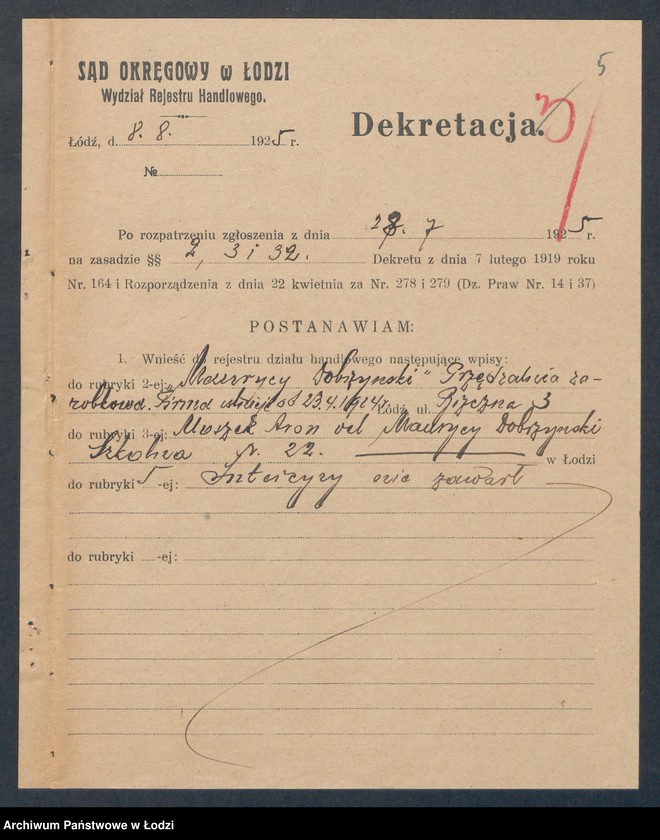 5
SĄD OKRĘGOWY w ŁODZI
Wydział Rejestru Handlowego.
Dekretacja.
Łódź, d. 8. 8. 1925 r.
№
Po rozpatrzeniu zgłoszenia z dnia 28. 7 1925 r.
na zasadzie §§ 2, 3 i 32. Dekretu z dnia 7 lutego 1919 roku
Nr. 164 i Rozporządzenia z dnia 22 kwietnia za Nr. 278 i 279 (Dz. Praw Nr. 14 i 37)
POSTANAWIAM:
1. Wnieść do rejestru działu handlowego następujące wpisy:
do rubryki 2-ej: „Maurycy Dobrzynski" Przędzalnia za-
robkowa. Firma istnieje od 23.4.1924 r. Łódź, ul. 3
do rubryki 3-ej: Moszek Aron vel Maurycy Dobrzynski
Szkolna 22. w Łodzi
do rubryki 5-ej: Intercyzy nie zawarł
do rubryki -ej:
Archiwum Państwowe w Łodzi